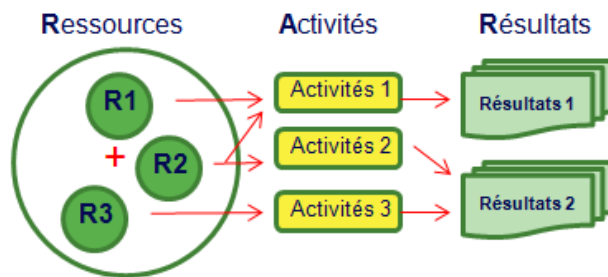 Ressources
Activités
Résultats
R1
+
R2
R3
Activités 1
Activités 2
Activités 3
Résultats 1
Résultats 2